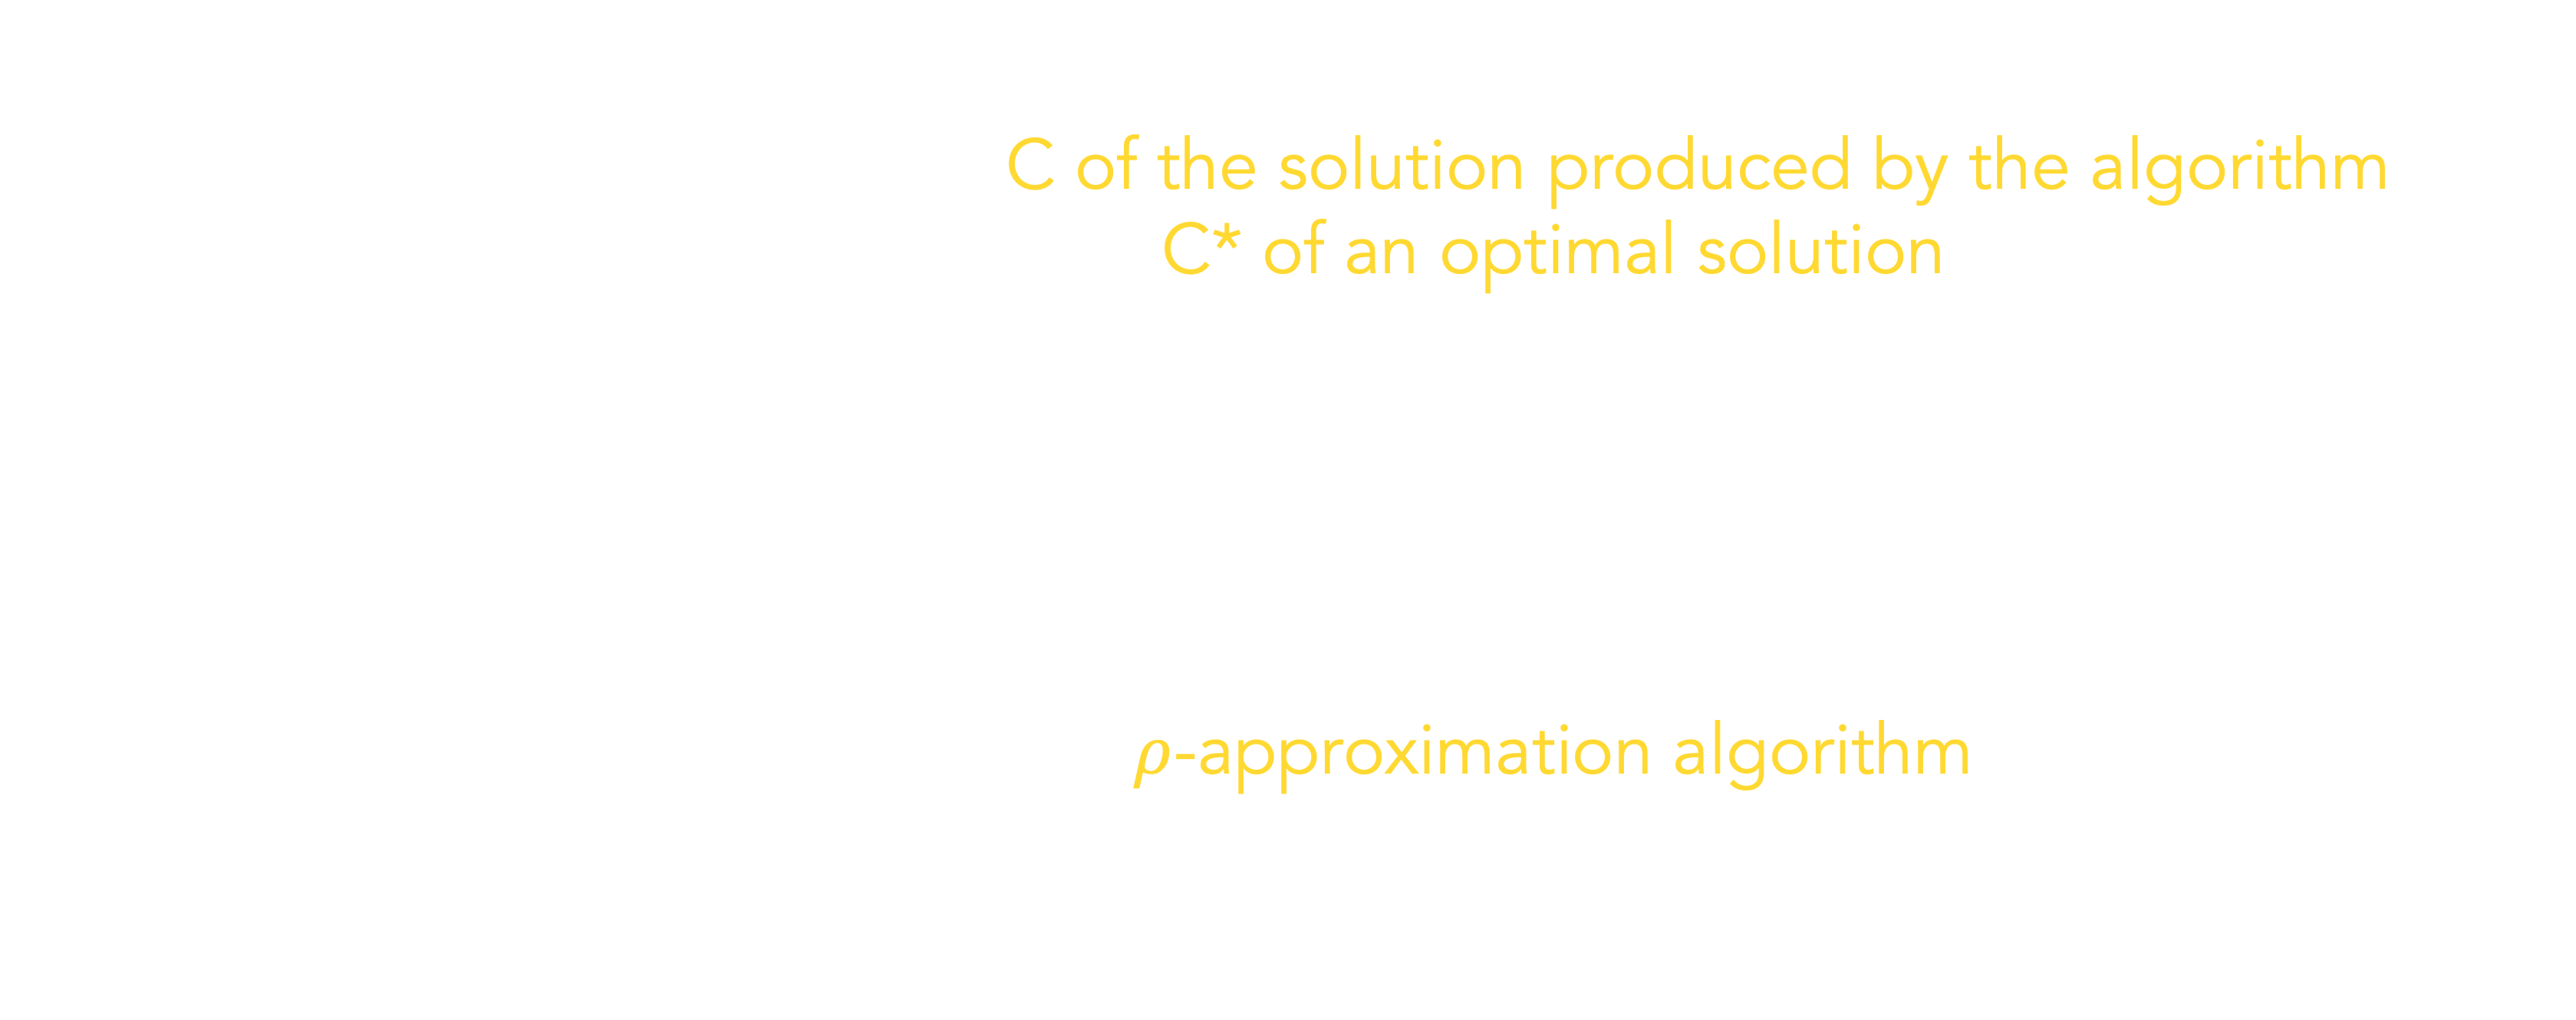 C of the solution produced by the algorithm
C* of an optimal solution
ρ-approximation algorithm